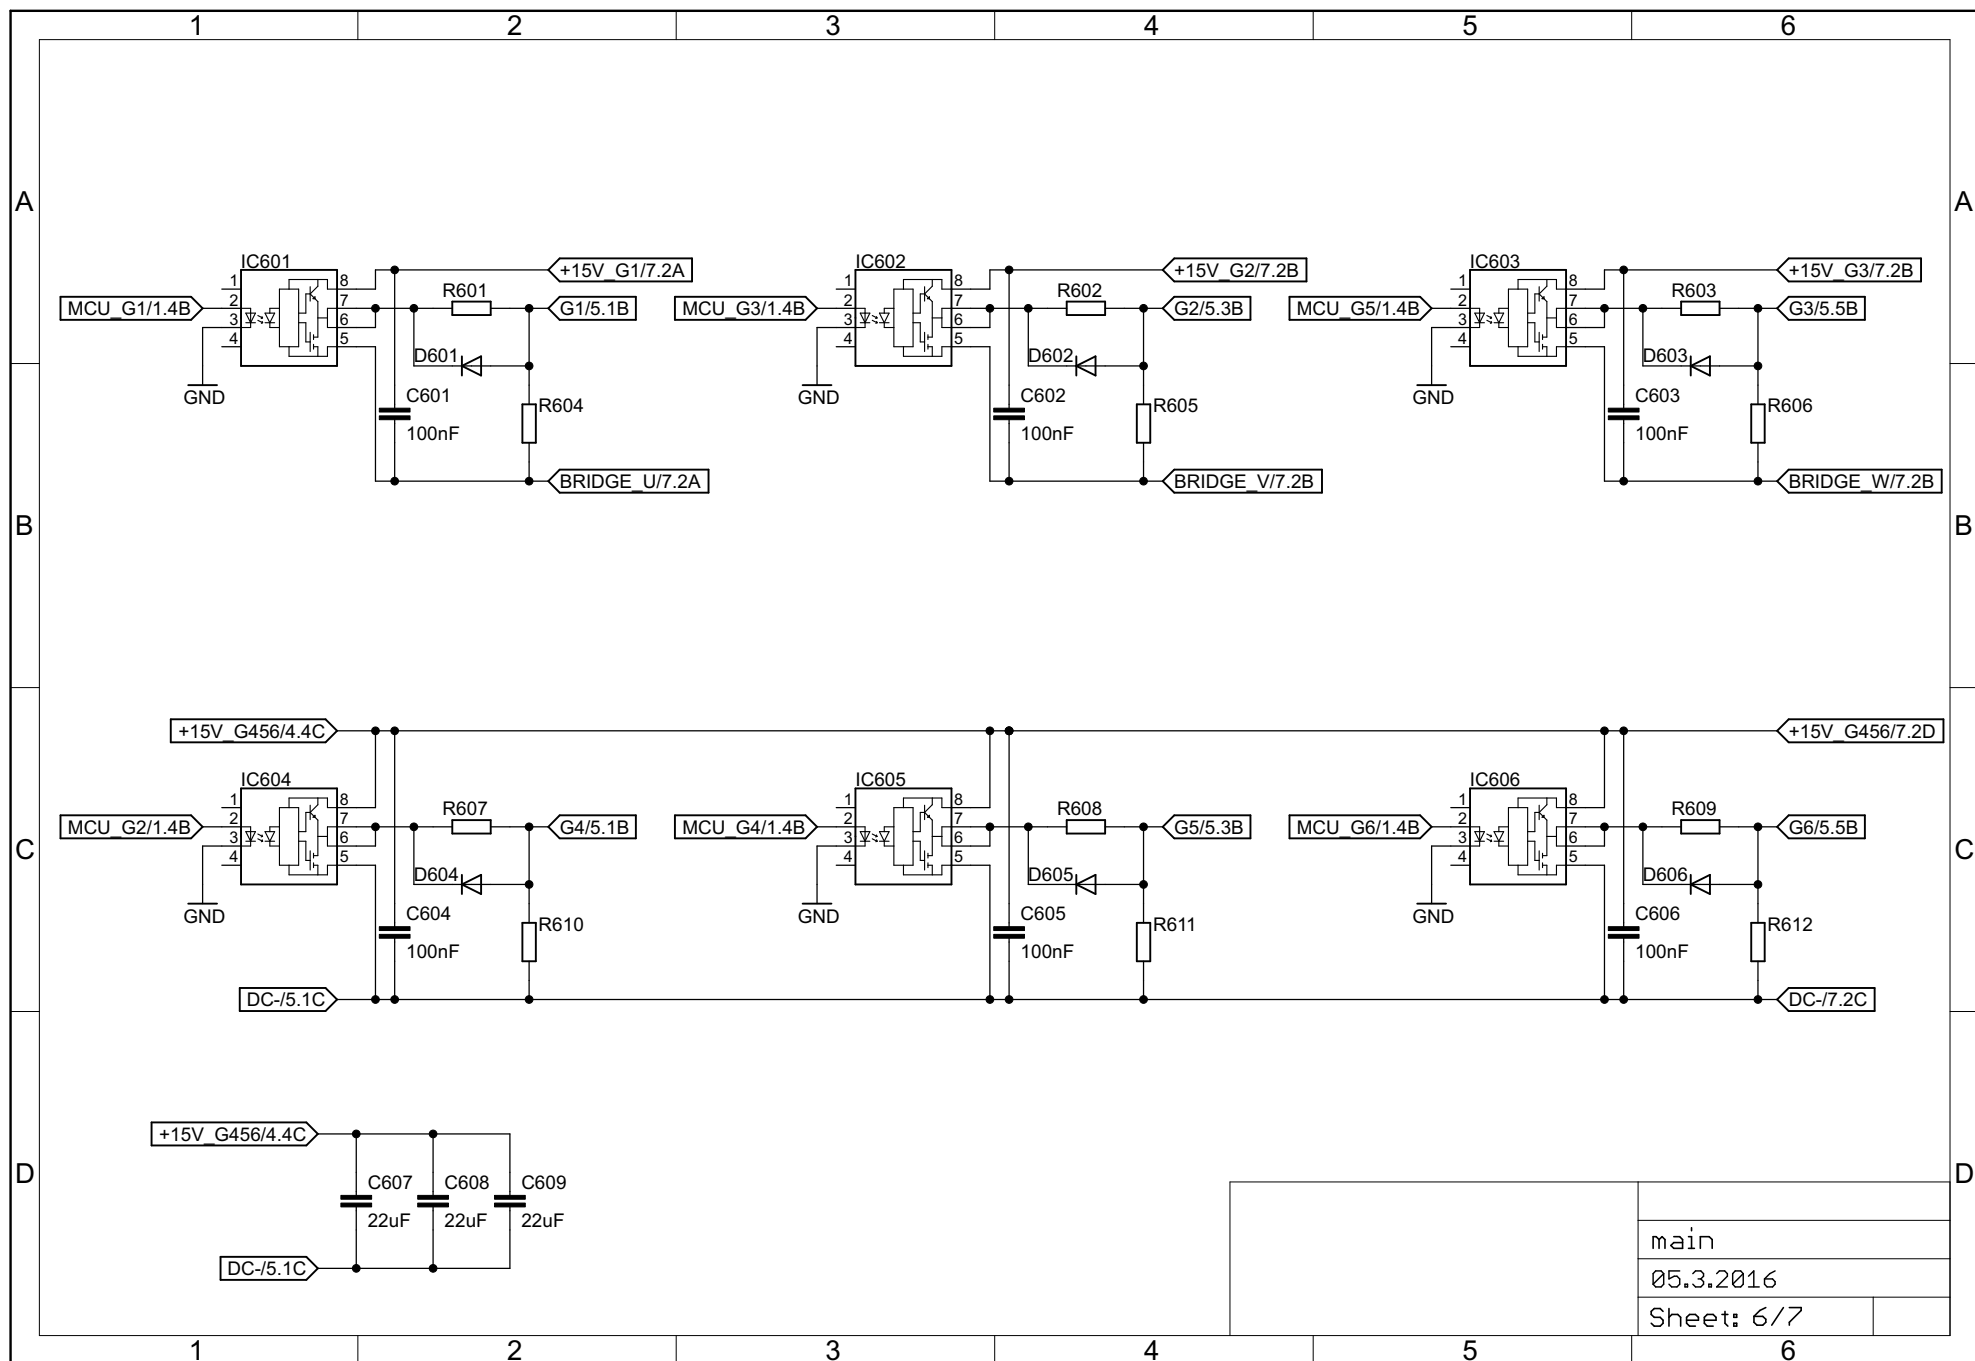 1 2 3 4 5 6
A A
IC601 IC602 IC603
+15V_G1/7.2A +15V_G2/7.2B +15V_G3/7.2B
1 8 1 8 1 8
MCU_G1/1.4B 2 7 R601 G1/5.1B MCU_G3/1.4B 2 7 R602 G2/5.3B MCU_G5/1.4B 2 7 R603 G3/5.5B
3 6 3 6 3 6
4 5 4 5 4 5
D601 D602 D603
GND C601 R604 GND C602 R605 GND C603 R606
100nF 100nF 100nF
BRIDGE_U/7.2A BRIDGE_V/7.2B BRIDGE_W/7.2B
B B
+15V_G456/4.4C +15V_G456/7.2D
IC604 IC605 IC606
1 8 1 8 1 8
MCU_G2/1.4B 2 7 R607 G4/5.1B MCU_G4/1.4B 2 7 R608 G5/5.3B MCU_G6/1.4B 2 7 R609 G6/5.5B
3 6 3 6 3 6
C C
4 5 4 5 4 5
D604 D605 D606
GND C604 R610 GND C605 R611 GND C606 R612
100nF 100nF 100nF
DC-/5.1C DC-/7.2C
+15V_G456/4.4C
D D
C607 C608 C609
22uF 22uF 22uF
DC-/5.1C
main
05.3.2016
Sheet: 6/7
1 2 3 4 5 6